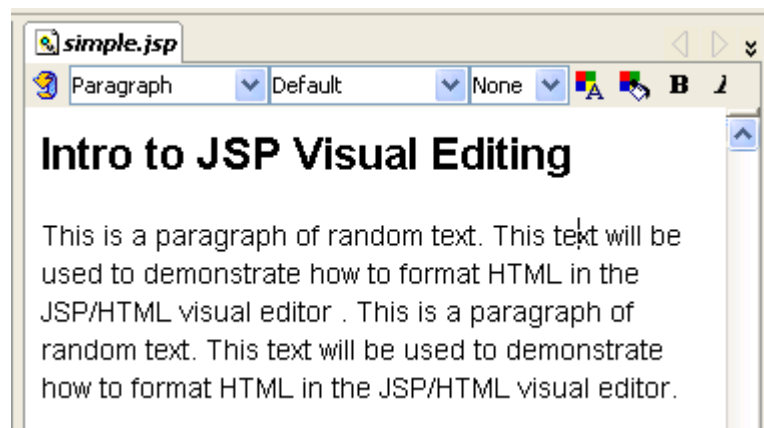 simple.jsp
Paragraph Default None A B I
Intro to JSP Visual Editing
This is a paragraph of random text. This text will be
used to demonstrate how to format HTML in the
JSP/HTML visual editor . This is a paragraph of
random text. This text will be used to demonstrate
how to format HTML in the JSP/HTML visual editor.